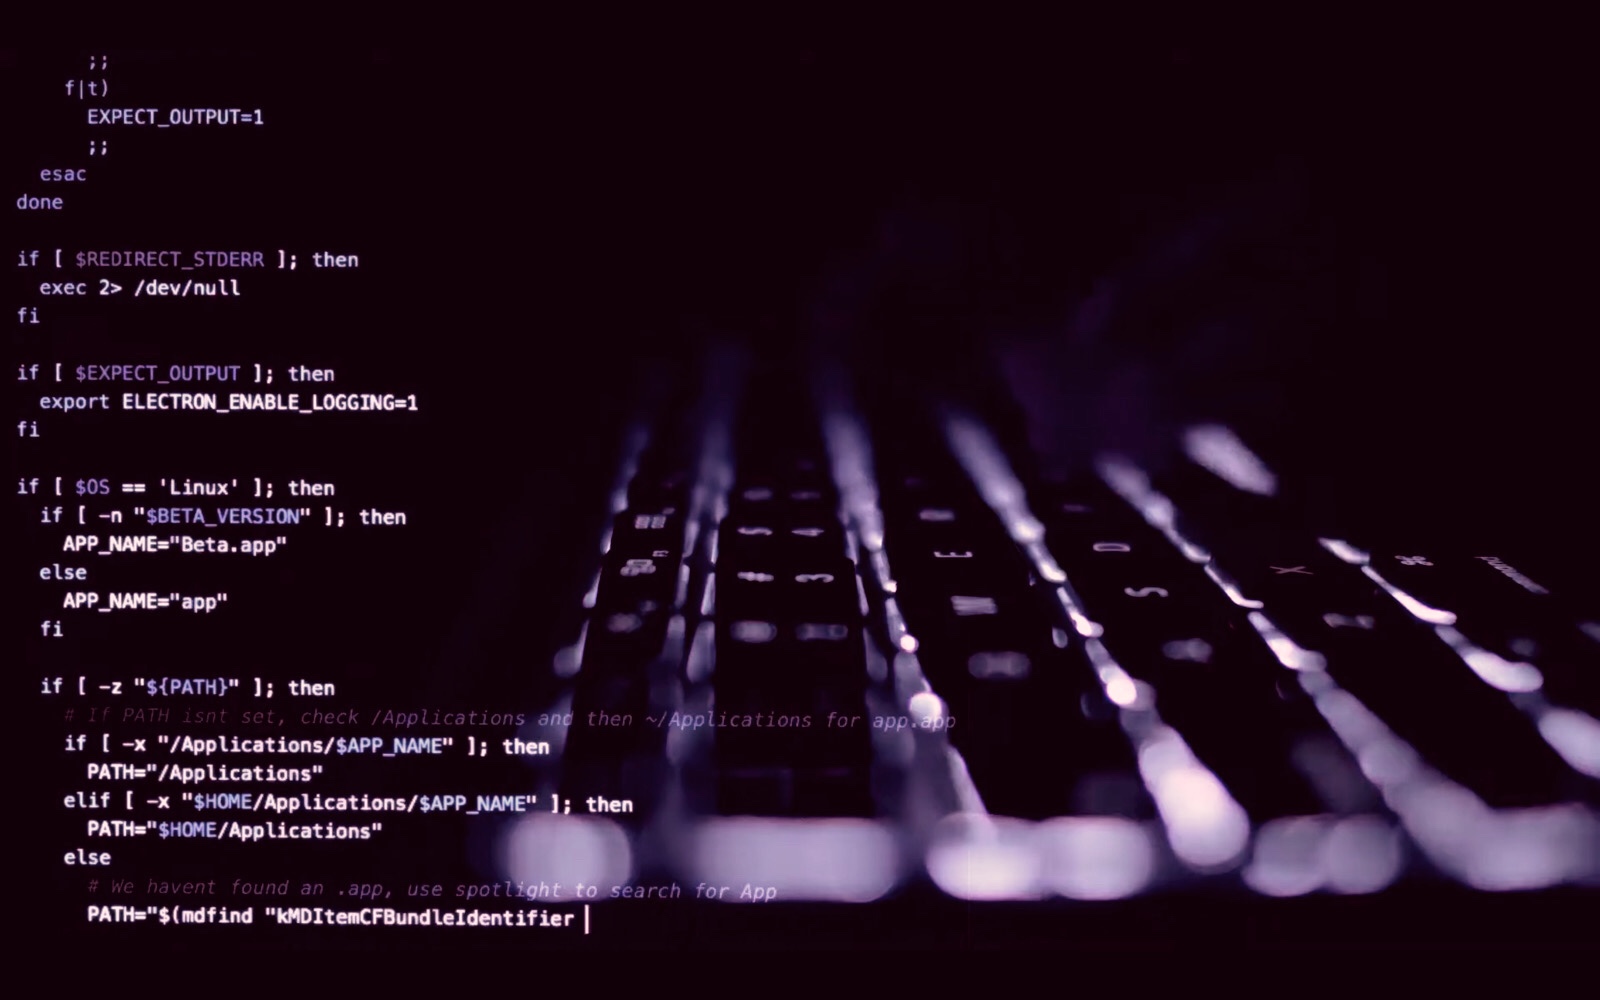 ;;
f|t)
EXPECT_OUTPUT=1
;;
esac
done
if [ $REDIRECT_STDERR ]; then
exec 2> /dev/null
fi
if [ $EXPECT_OUTPUT ]; then
export ELECTRON_ENABLE_LOGGING=1
fi
if [ $OS == 'Linux' ]; then
if [ -n "$BETA_VERSION" ]; then
APP_NAME="Beta.app"
else
APP_NAME="app"
fi
if [ -z "${PATH}" ]; then
# If PATH isnt set, check /Applications and then ~/Applications for app.app
if [ -x "/Applications/$APP_NAME" ]; then
PATH="/Applications"
elif [ -x "$HOME/Applications/$APP_NAME" ]; then
PATH="$HOME/Applications"
else
# We havent found an .app, use spotlight to search for App
PATH="$(mdfind "kMDItemCFBundleIdentifier
5 4
# 3
E
D
S
X
⌘